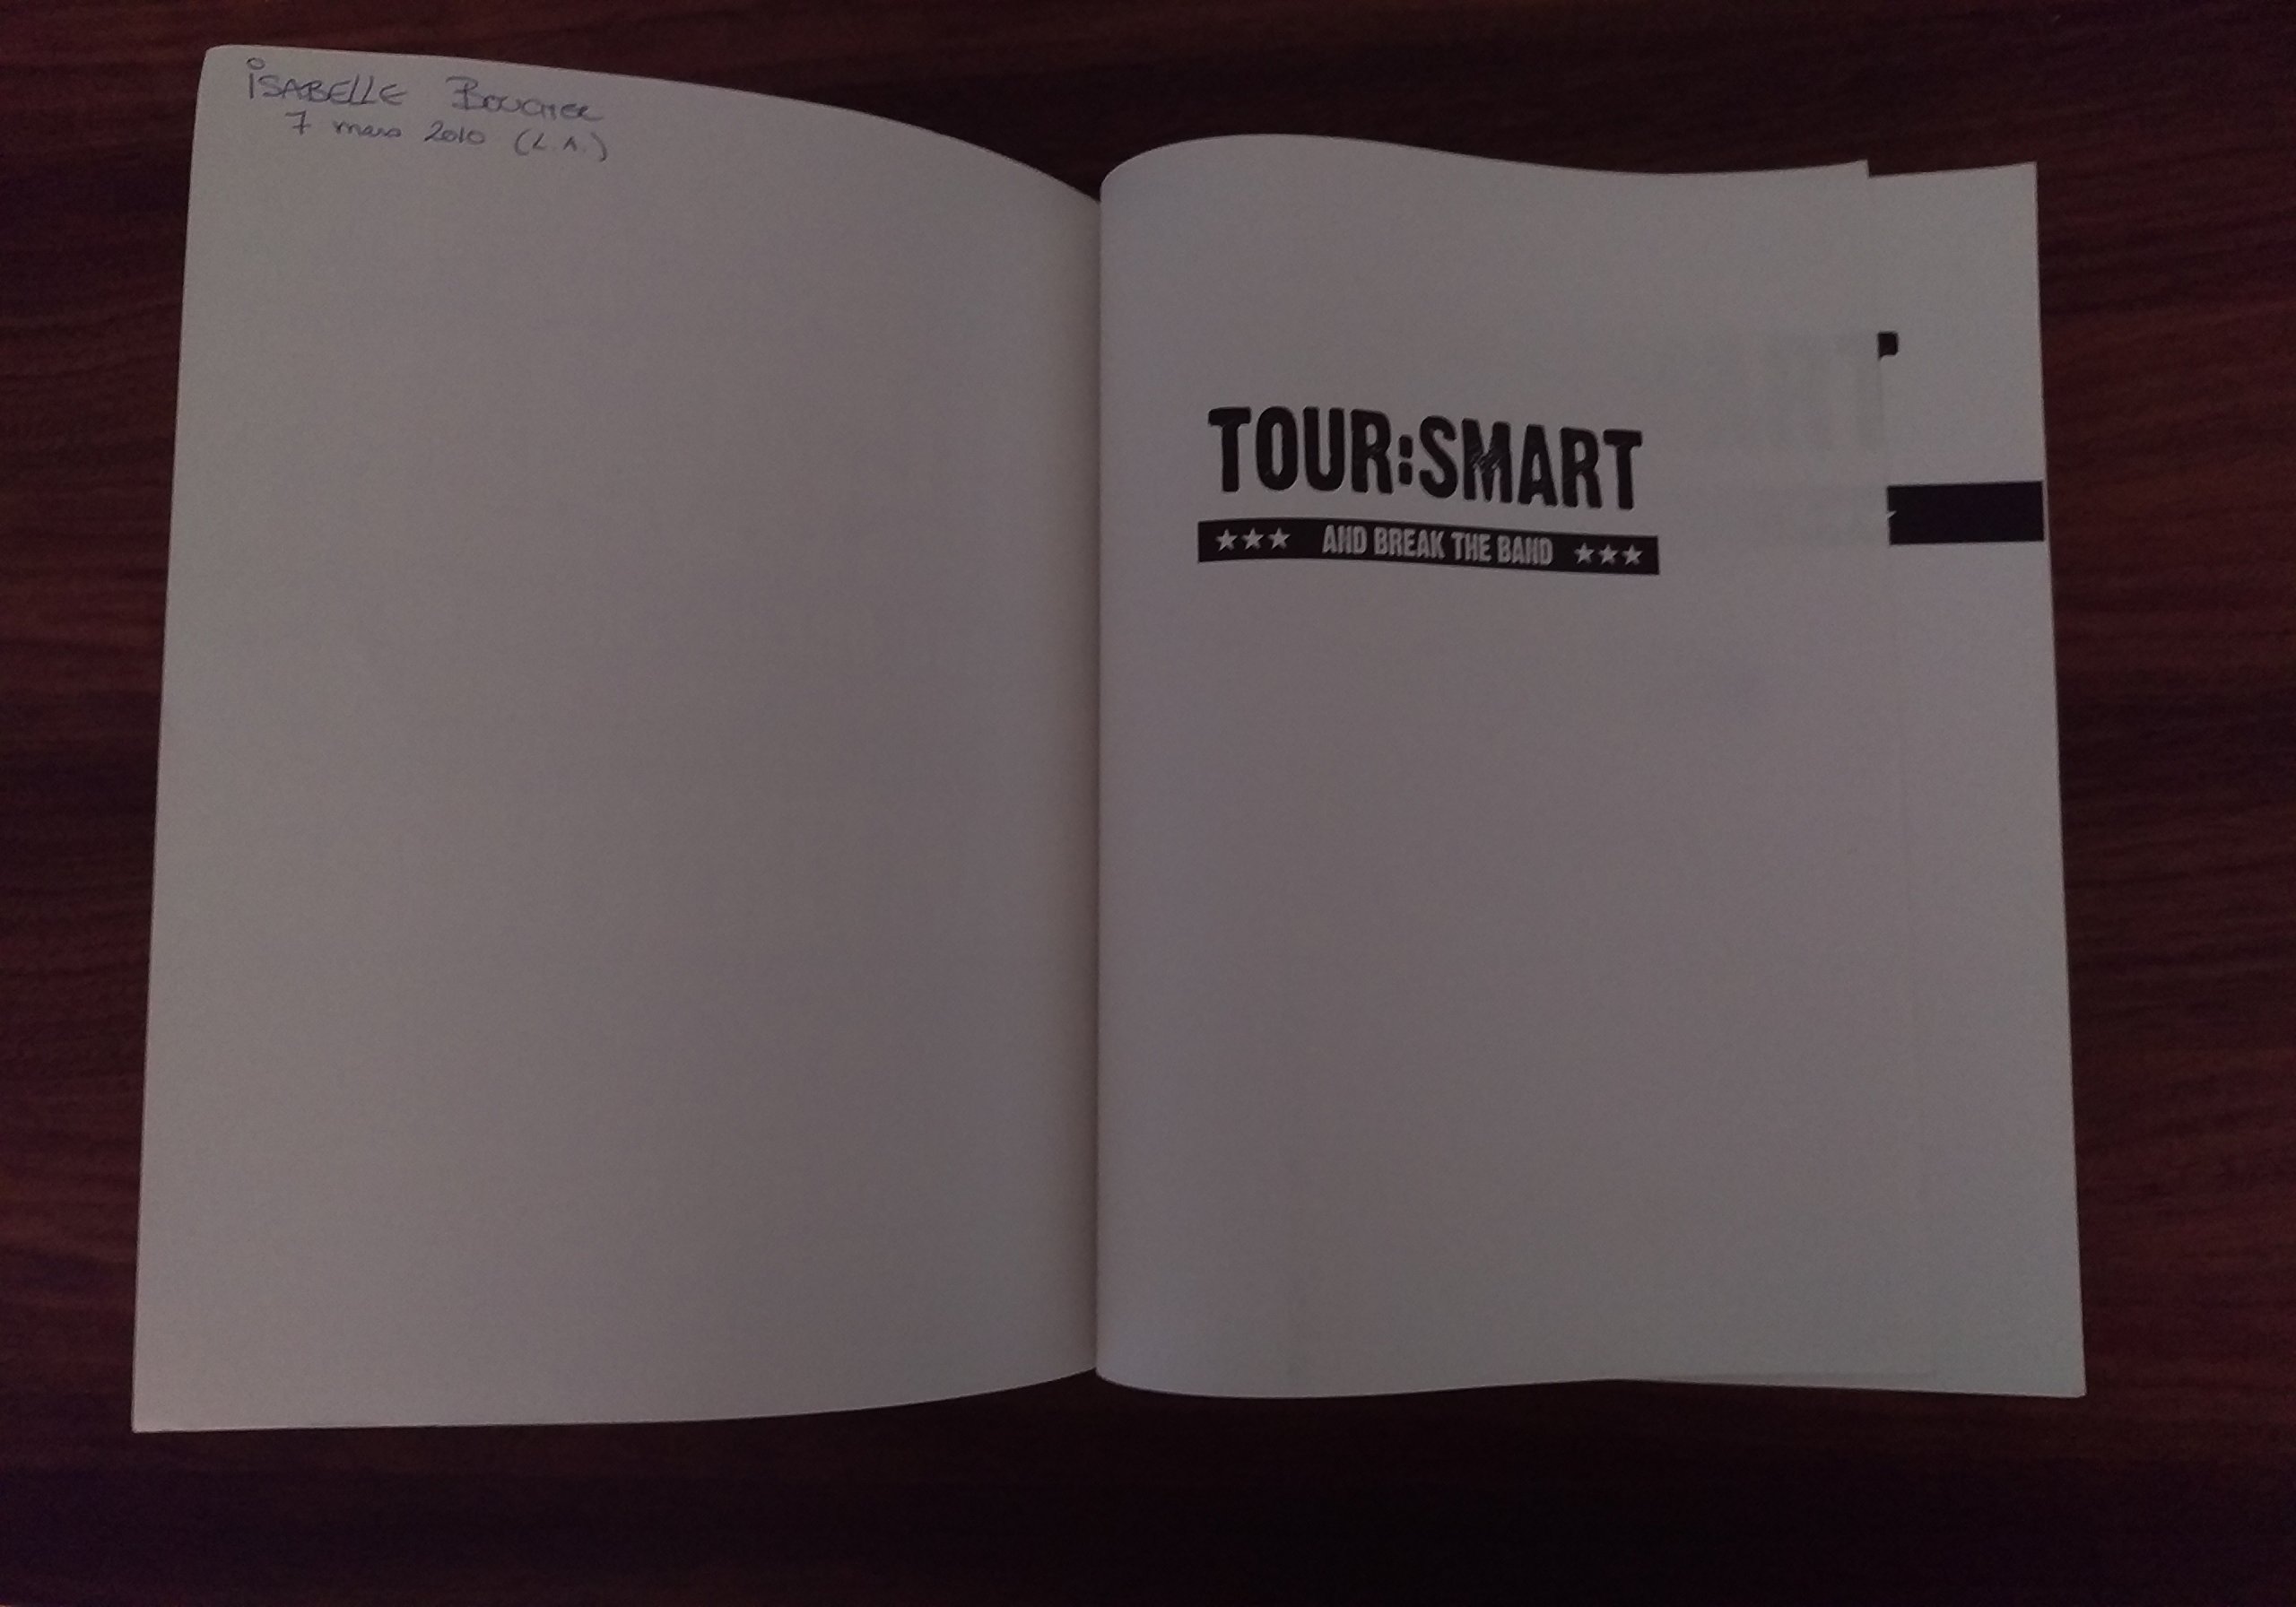 ISABELLE BOUCHER
7 mars 2010 (L.A.)
TOUR:SMART
★★★ AND BREAK THE BAND ★★★